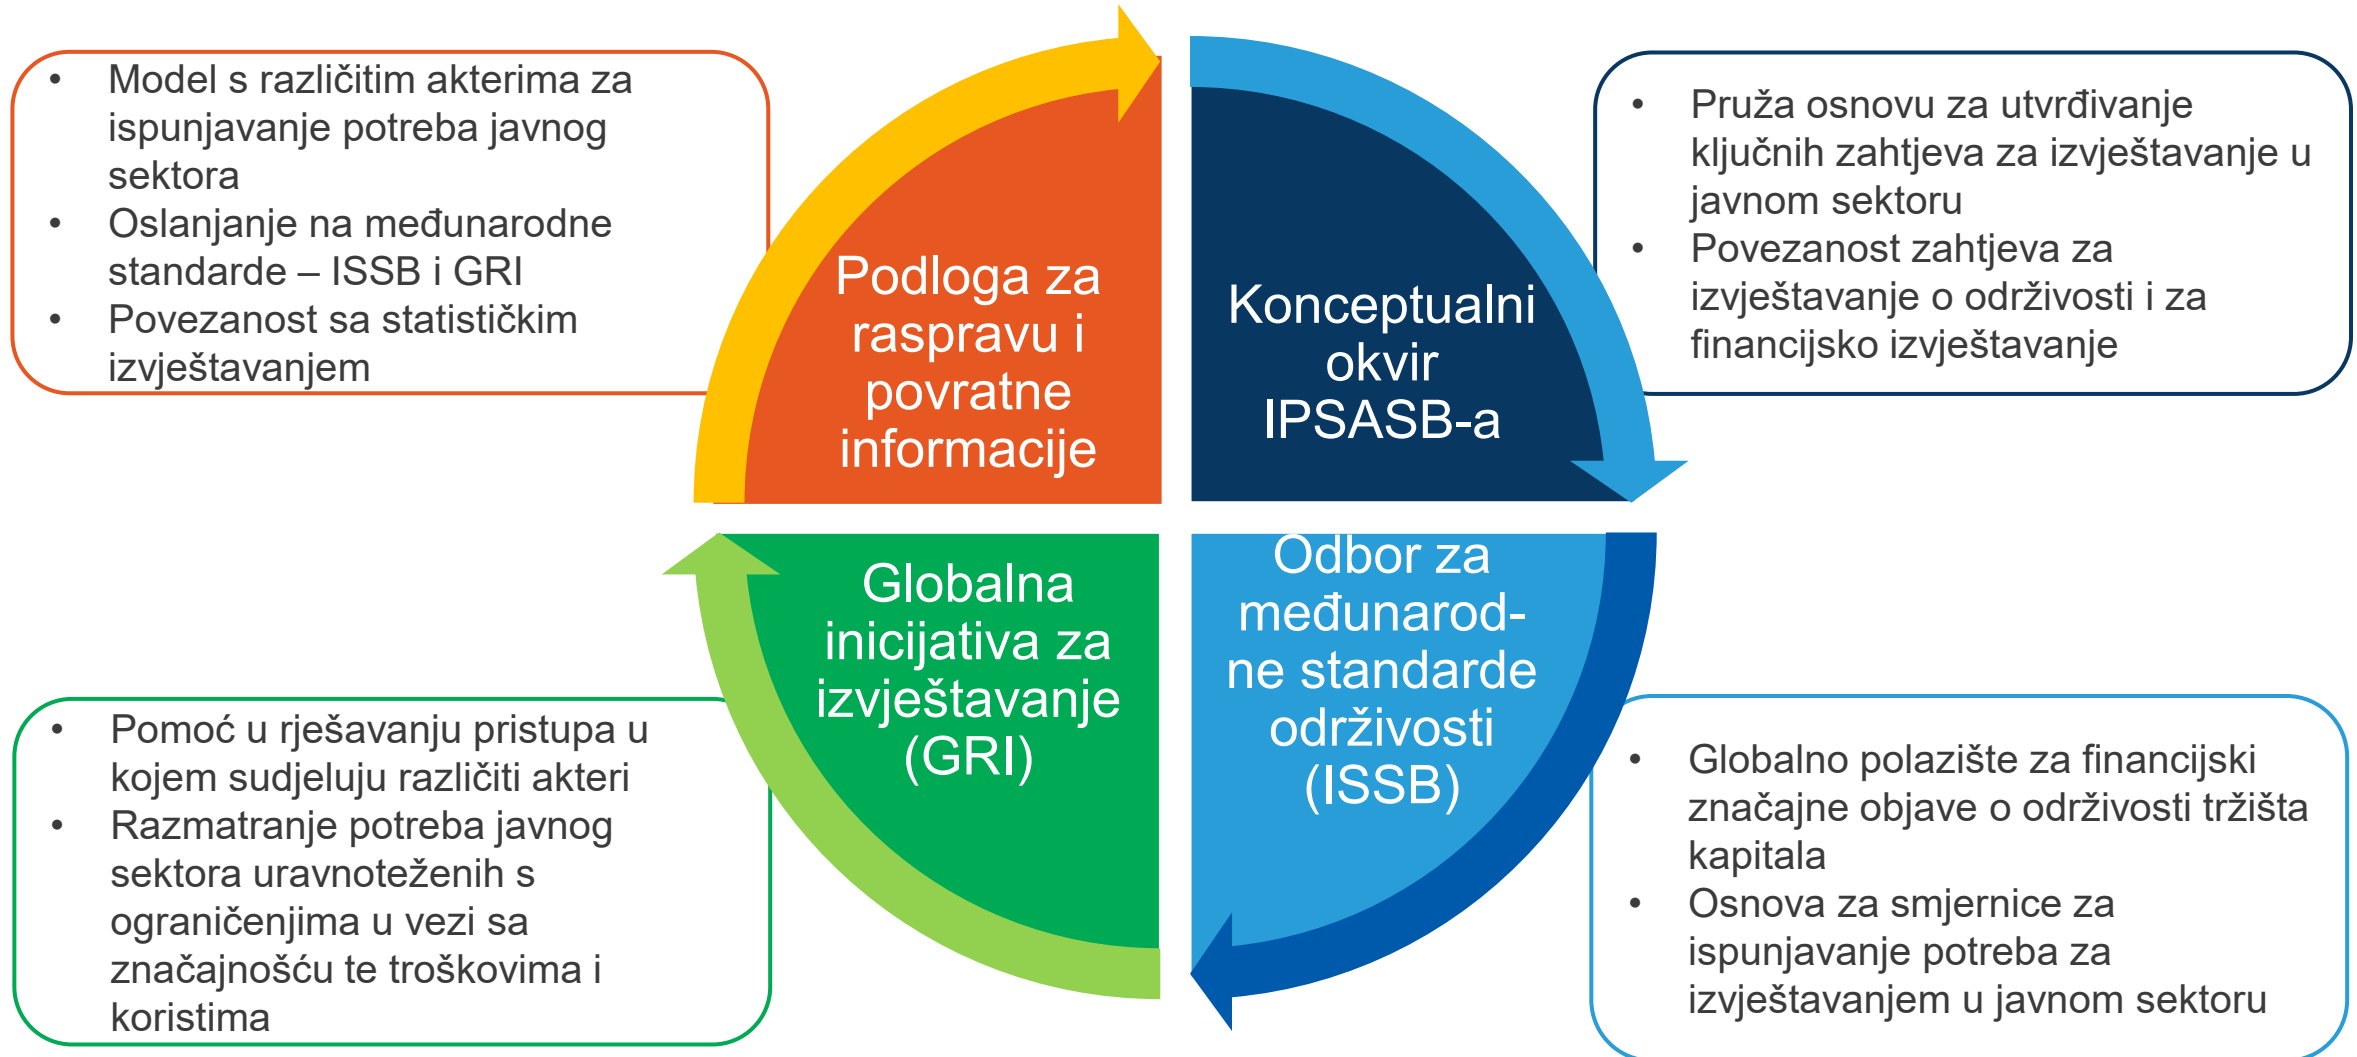 • Model s različitim akterima za
ispunjavanje potreba javnog
sektora
• Oslanjanje na međunarodne
standarde – ISSB i GRI
• Povezanost sa statističkim
izvještavanjem
Podloga za
raspravu i
povratne
informacije
Konceptualni
okvir
IPSASB-a
• Pruža osnovu za utvrđivanje
ključnih zahtjeva za izvještavanje u
javnom sektoru
• Povezanost zahtjeva za
izvještavanje o održivosti i za
financijsko izvještavanje
• Pomoć u rješavanju pristupa u
kojem sudjeluju različiti akteri
• Razmatranje potreba javnog
sektora uravnoteženih s
ograničenjima u vezi sa
značajnošću te troškovima i
koristima
Globalna
inicijativa za
izvještavanje
(GRI)
Odbor za
međunarod-
ne standarde
održivosti
(ISSB)
• Globalno polazište za financijski
značajne objave o održivosti tržišta
kapitala
• Osnova za smjernice za
ispunjavanje potreba za
izvještavanjem u javnom sektoru